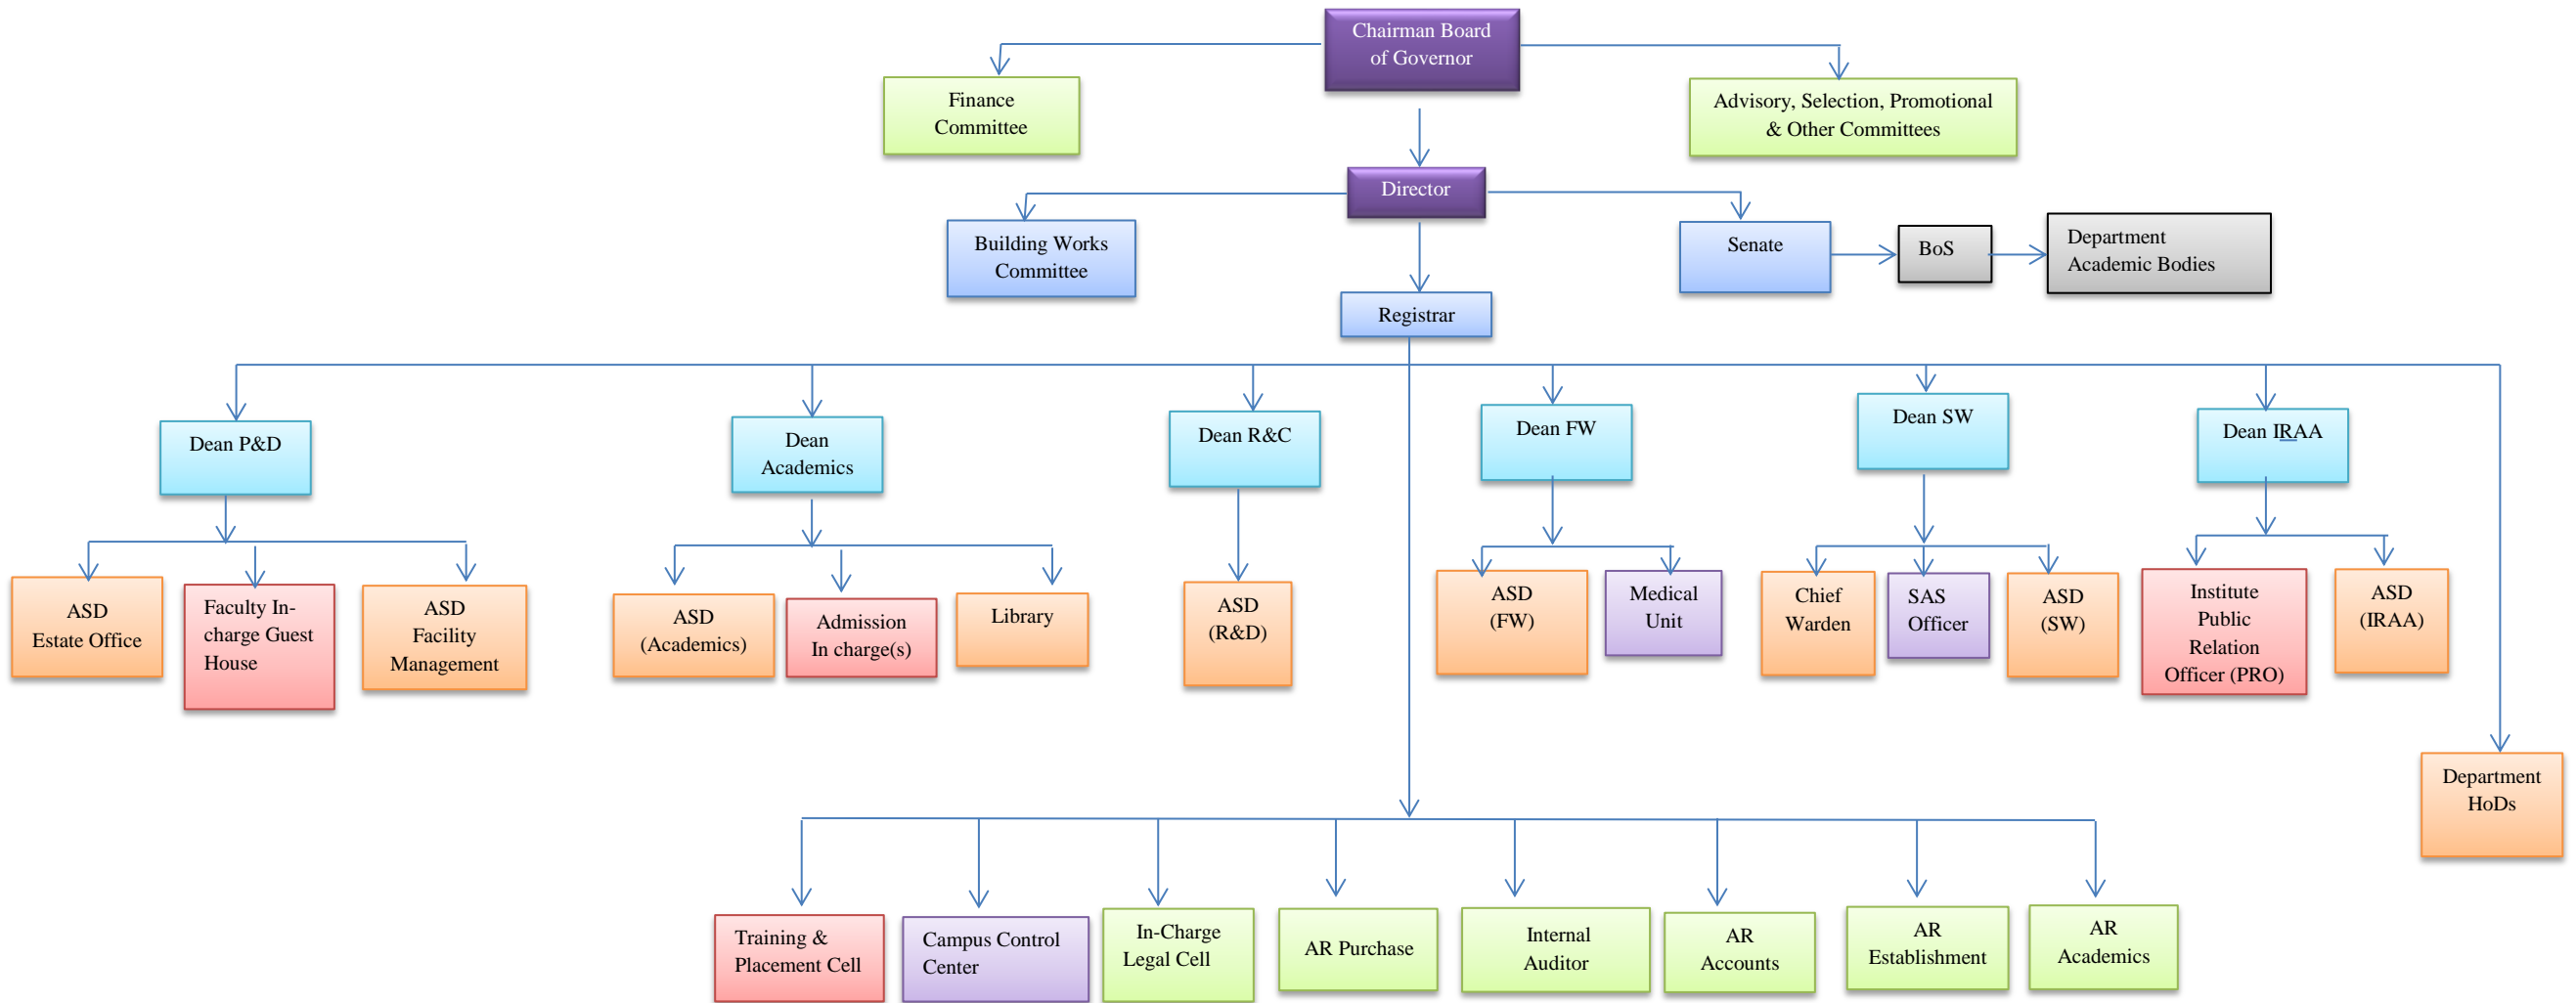 Chairman Board
of Governor
Finance
Committee
Advisory, Selection, Promotional
& Other Committees
Director
Building Works
Committee
Senate
BoS
Department
Academic Bodies
Registrar
Dean P&D
Dean
Academics
Dean R&C
Dean FW
Dean SW
Dean IRAA
ASD
Estate Office
Faculty In-
charge Guest
House
ASD
Facility
Management
ASD
(Academics)
Admission
In charge(s)
Library
ASD
(R&D)
ASD
(FW)
Medical
Unit
Chief
Warden
SAS
Officer
ASD
(SW)
Institute
Public
Relation
Officer (PRO)
ASD
(IRAA)
Department
HoDs
Training &
Placement Cell
Campus Control
Center
In-Charge
Legal Cell
AR Purchase
Internal
Auditor
AR
Accounts
AR
Establishment
AR
Academics